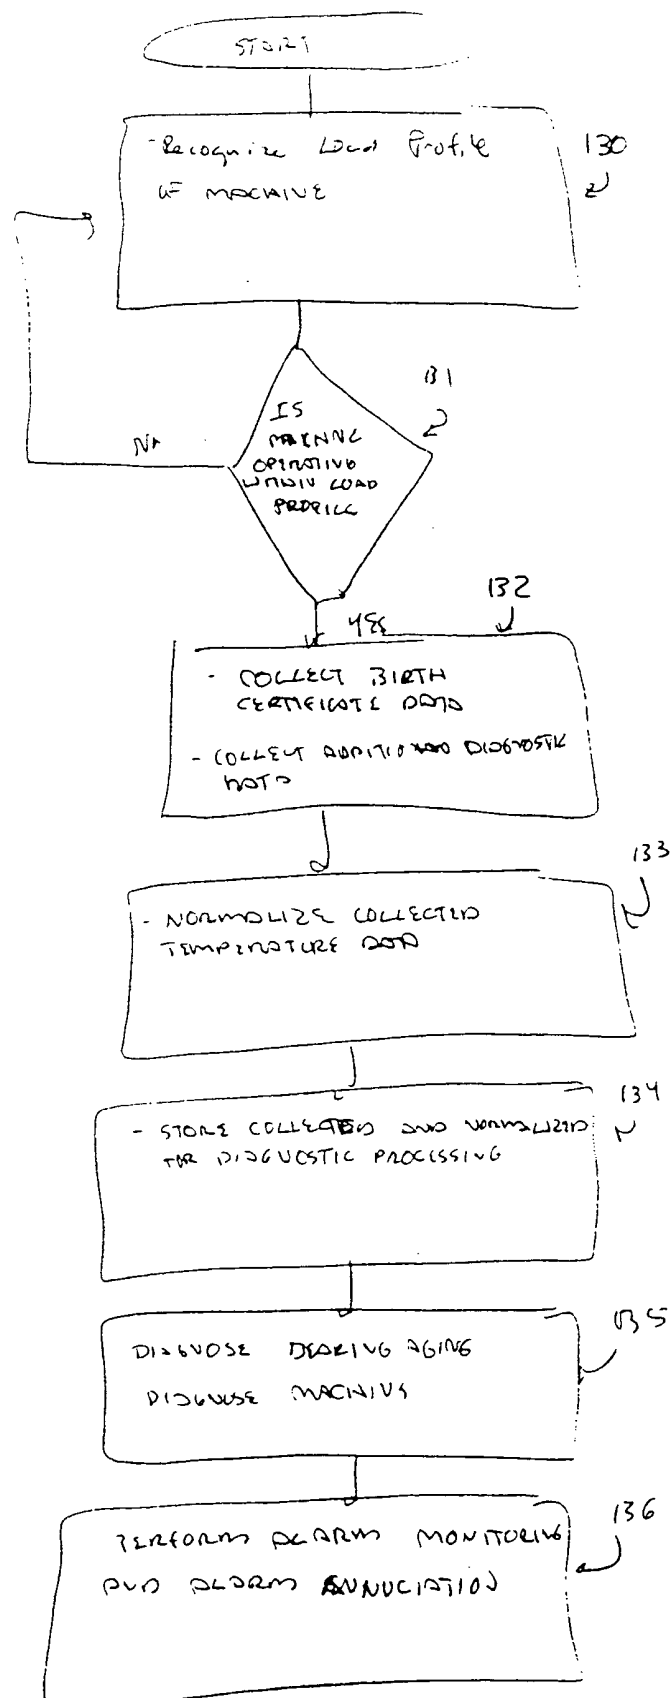 START
- Recognize Load Profile
OF MACHINE
130
IS
MACHINE
OPERATING
WITHIN LOAD
PROFILE
131
NO
YES
132
- COLLECT BIRTH
CERTIFICATE DATA
- COLLECT ADDITIONAL DIAGNOSTIC
DATA
133
- NORMALIZE COLLECTED
TEMPERATURE DATA
134
- STORE COLLECTED AND NORMALIZED
FOR DIAGNOSTIC PROCESSING
135
DIAGNOSE BEARING AGING
DIAGNOSE MACHINE
136
PERFORM ALARM MONITORING
AND ALARM ANNUCIATION